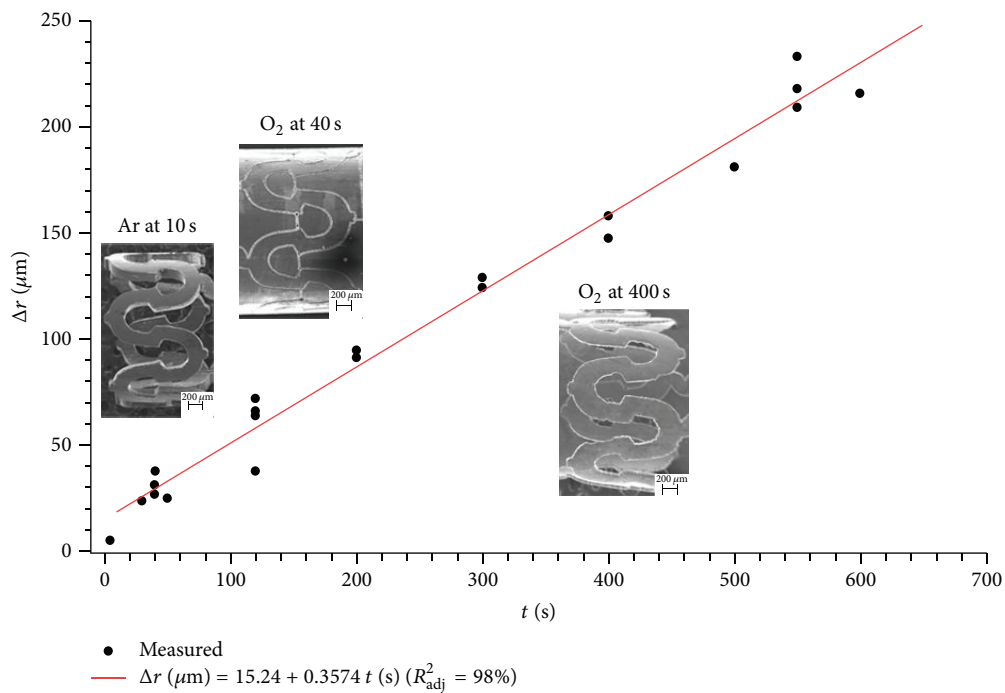 250
200
150
100
50
0
Δr (μm)
O2 at 40 s
200 μm
Ar at 10 s
200 μm
O2 at 400 s
200 μm
0 100 200 300 400 500 600 700
t (s)
Measured
Δr (μm) = 15.24 + 0.3574 t (s) (R²adj = 98%)